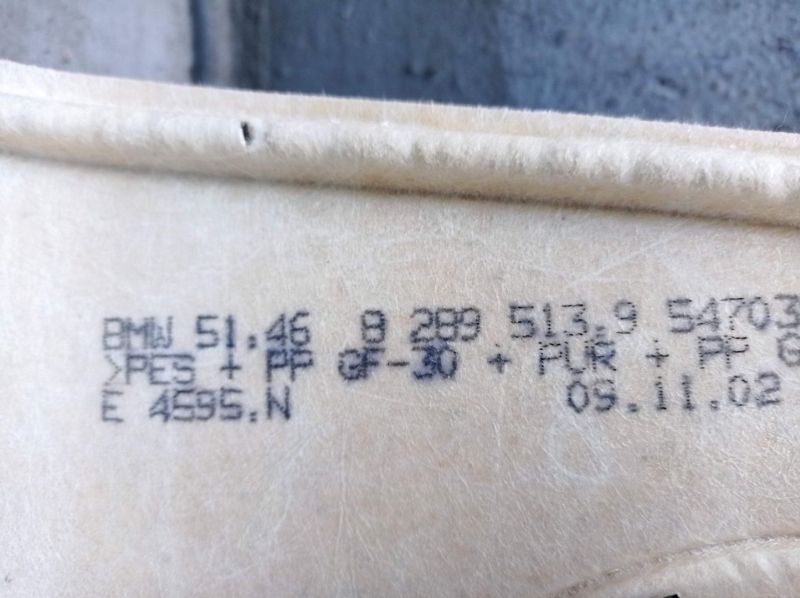 BMW 51.46 8 289 513.9 54703
>PES + PP GF-30 + PUR + PP G
E 4595.N 09.11.02